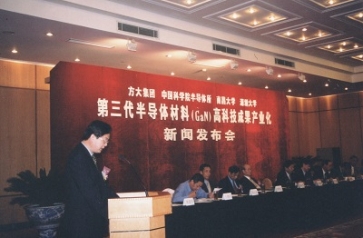 方大集团 中国科学院半导体所 南昌大学 深圳大学
第三代半导体材料(GaN)高科技成果产业化
新闻发布会